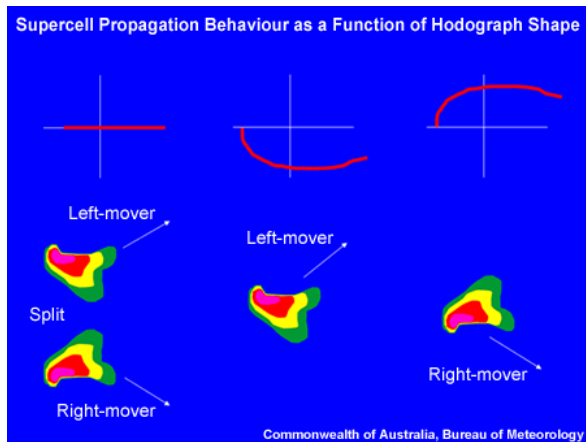 Supercell Propagation Behaviour as a Function of Hodograph Shape
Left-mover
Left-mover
Split
Right-mover
Right-mover
Commonwealth of Australia, Bureau of Meteorology